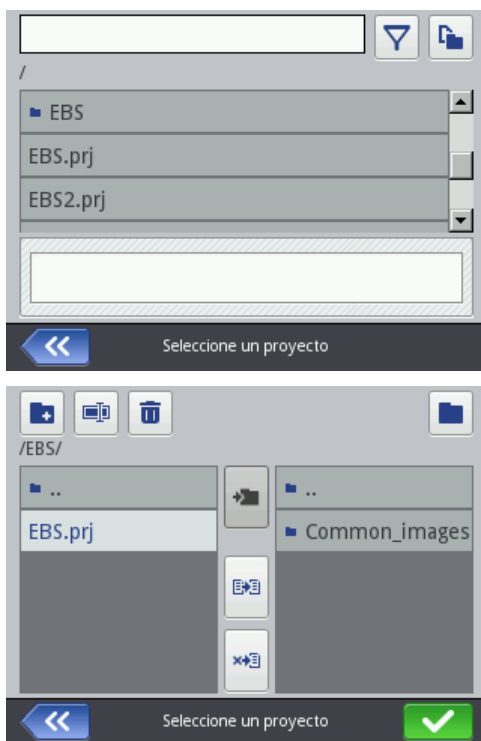 /
EBS
EBS.prj
EBS2.prj
Seleccione un proyecto
/EBS/
..
..
EBS.prj
Common_images
Seleccione un proyecto